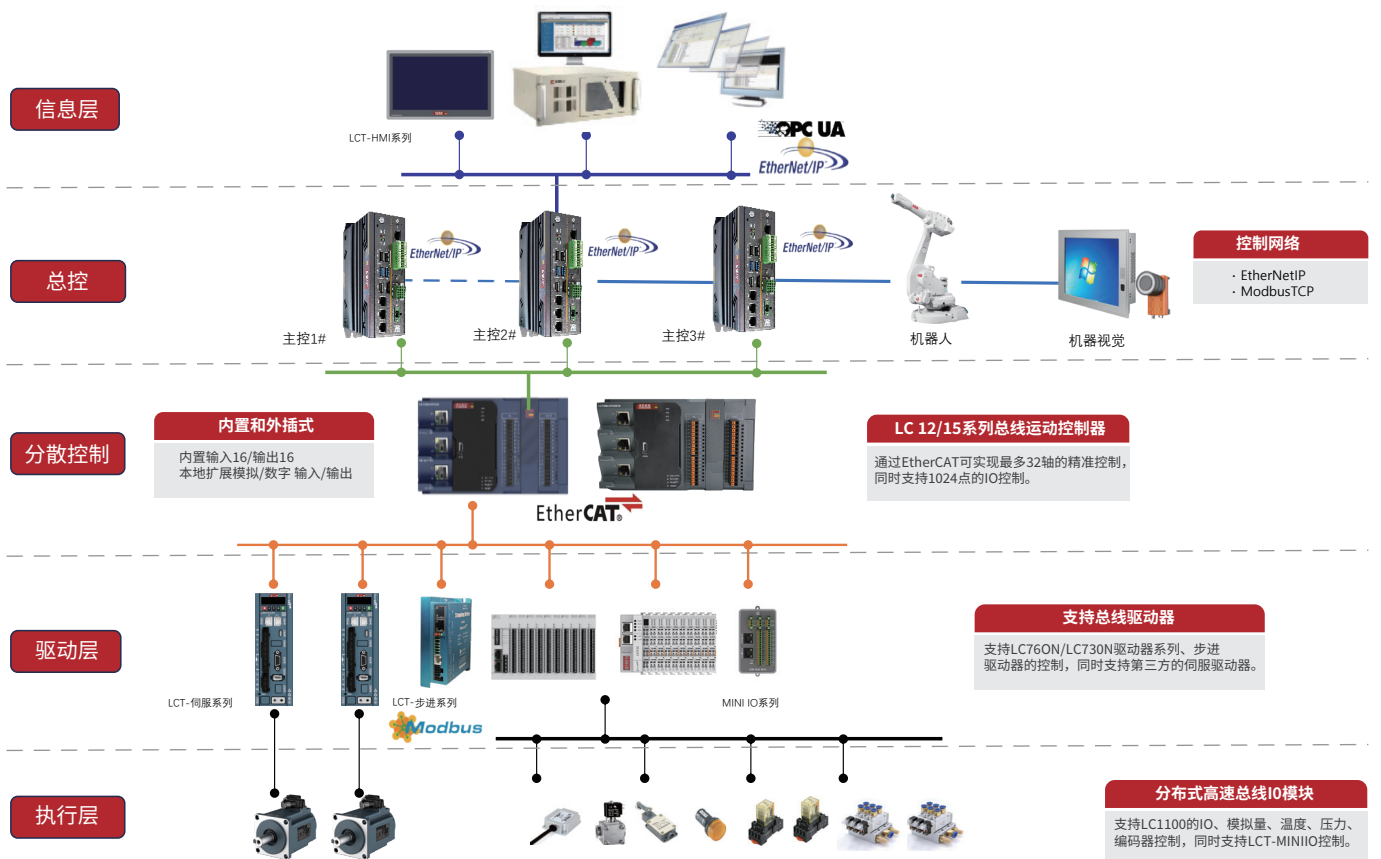 信息层
LCT-HMI系列
OPC UA
EtherNet/IP
总控
EtherNet/IP
EtherNet/IP
EtherNet/IP
主控1#
主控2#
主控3#
机器人
机器视觉
控制网络
· EtherNetIP
· ModbusTCP
分散控制
内置和外插式
内置输入16/输出16
本地扩展模拟/数字 输入/输出
LC 12/15系列总线运动控制器
通过EtherCAT可实现最多32轴的精准控制，
同时支持1024点的IO控制。
EtherCAT®
驱动层
LCT-伺服系列
LCT-步进系列
MINI IO系列
Modbus
支持总线驱动器
支持LC76ON/LC730N驱动器系列、步进
驱动器的控制，同时支持第三方的伺服驱动器。
执行层
分布式高速总线I0模块
支持LC1100的IO、模拟量、温度、压力、
编码器控制，同时支持LCT-MINIIO控制。